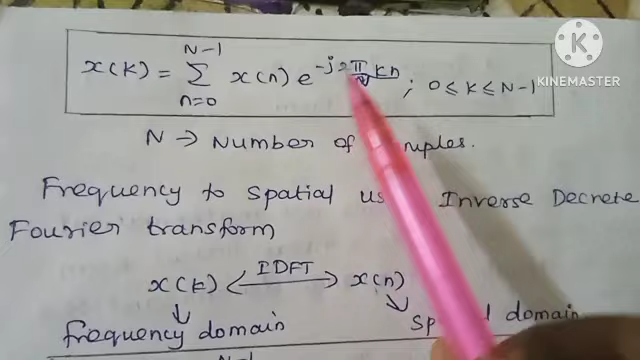 x(k) = N-1 Σ n=0 x(n) e^-j2π/N kn ; 0≤K≤N-1
KINEMASTER
N → Number of
Frequency to spatial Inverse Decrete
Fourier transform
x(k) ⟷ IDFT x(n)
frequency domain domain
N-1